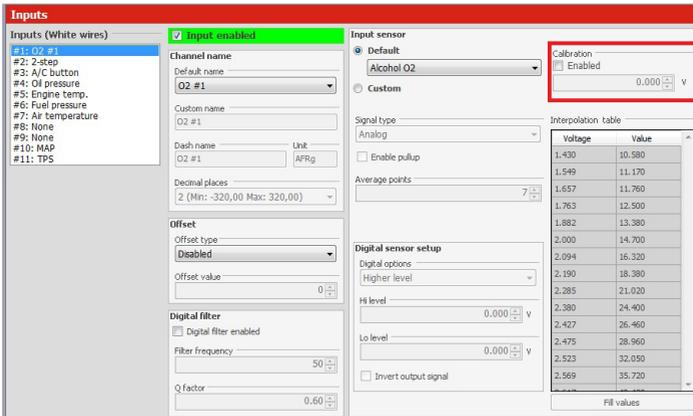 Inputs
Inputs (White wires)
#1: O2 #1
#2: 2-step
#3: A/C button
#4: Oil pressure
#5: Engine temp.
#6: Fuel pressure
#7: Air temperature
#8: None
#9: None
#10: MAP
#11: TPS
Input enabled
Channel name
Default name
O2 #1
Custom name
O2 #1
Dash name Unit
O2 #1 AFRg
Decimal places
2 (Min: -320,00 Max: 320,00)
Offset
Offset type
Disabled
Offset value
0
Digital filter
Digital filter enabled
Filter frequency
50
Q factor
0.60
Input sensor
Default
Alcohol O2
Custom
Signal type
Analog
Enable pullup
Average points
7
Digital sensor setup
Digital options
Higher level
Hi level
0.000 V
Lo level
0.000 V
Invert output signal
Calibration
Enabled
0.000 V
Interpolation table
Voltage Value
1.430 10.580
1.549 11.170
1.657 11.760
1.763 12.500
1.882 13.380
2.000 14.700
2.094 16.320
2.190 18.380
2.285 21.020
2.380 24.400
2.427 26.460
2.475 28.960
2.523 32.050
2.569 35.720
Fill values